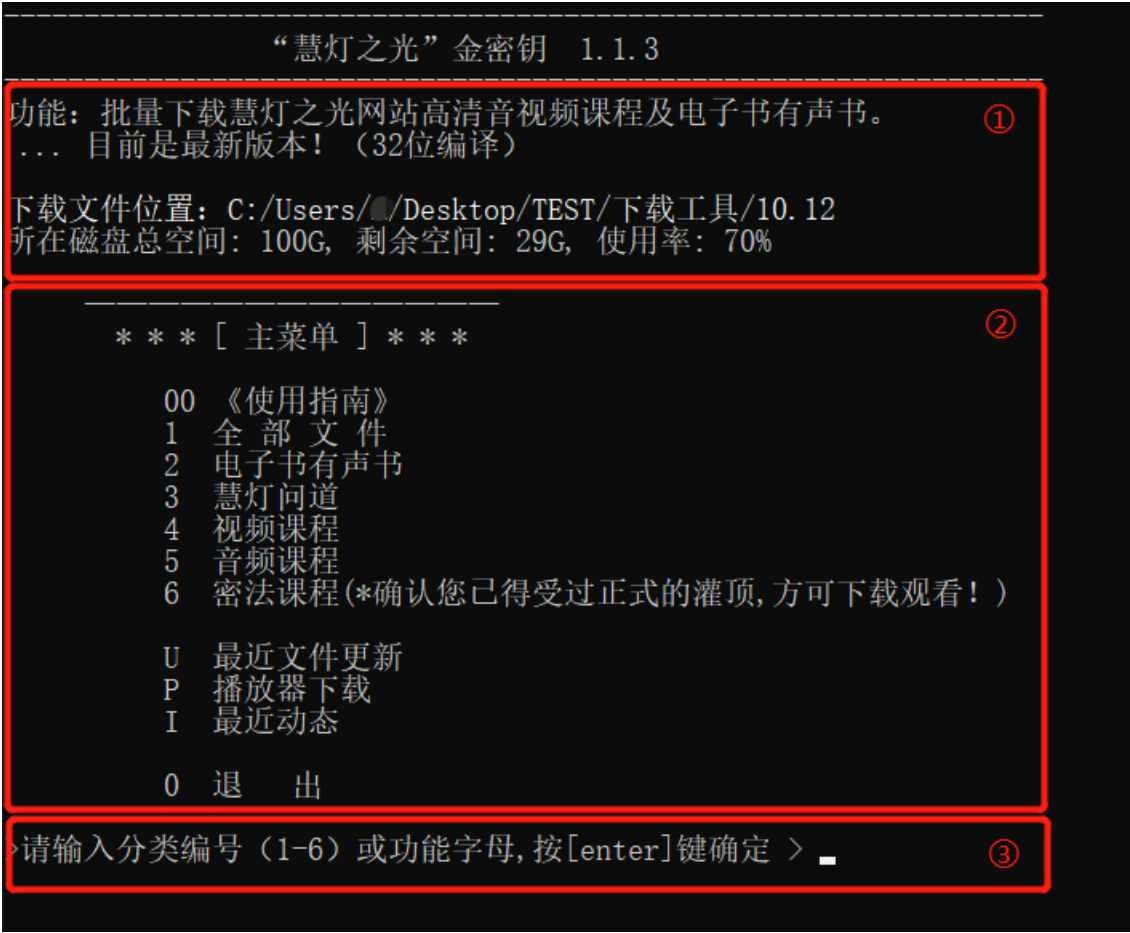 “慧灯之光”金密钥 1.1.3
功能: 批量下载慧灯之光网站高清音视频课程及电子书有声书。 ①
... 目前是最新版本! （32位编译）
下载文件位置: C:/Users/ /Desktop/TEST/下载工具/10.12
所在磁盘总空间: 100G, 剩余空间: 29G, 使用率: 70%
* * * [ 主菜单 ] * * * ②
00 《使用指南》
1 全 部 文 件
2 电子书有声书
3 慧灯问道
4 视频课程
5 音频课程
6 密法课程(*确认您已得受过正式的灌顶,方可下载观看! )
U 最近文件更新
P 播放器下载
I 最近动态
0 退 出
>请输入分类编号（1-6）或功能字母,按[enter]键确定 > ③